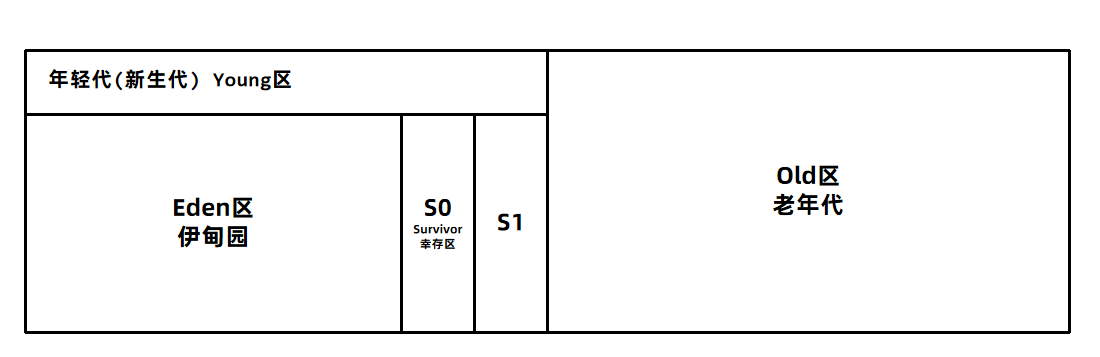 年轻代(新生代) Young区
Eden区
伊甸园
S0
Survivor
幸存区
S1
Old区
老年代